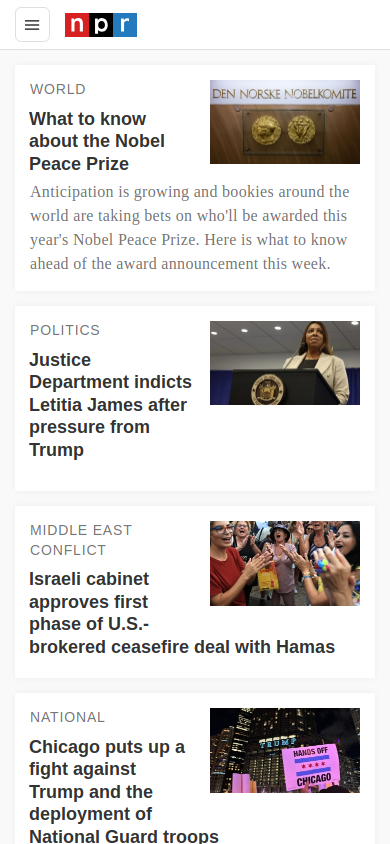 npr
WORLD
What to know
about the Nobel
Peace Prize
DEN NORSKE NOBELKOMITE
Anticipation is growing and bookies around the
world are taking bets on who'll be awarded this
year's Nobel Peace Prize. Here is what to know
ahead of the award announcement this week.
POLITICS
Justice
Department indicts
Letitia James after
pressure from
Trump
MIDDLE EAST
CONFLICT
Israeli cabinet
approves first
phase of U.S.-
brokered ceasefire deal with Hamas
NATIONAL
Chicago puts up a
fight against
Trump and the
deployment of
National Guard troops
TRUMP
HANDS OFF
CHICAGO